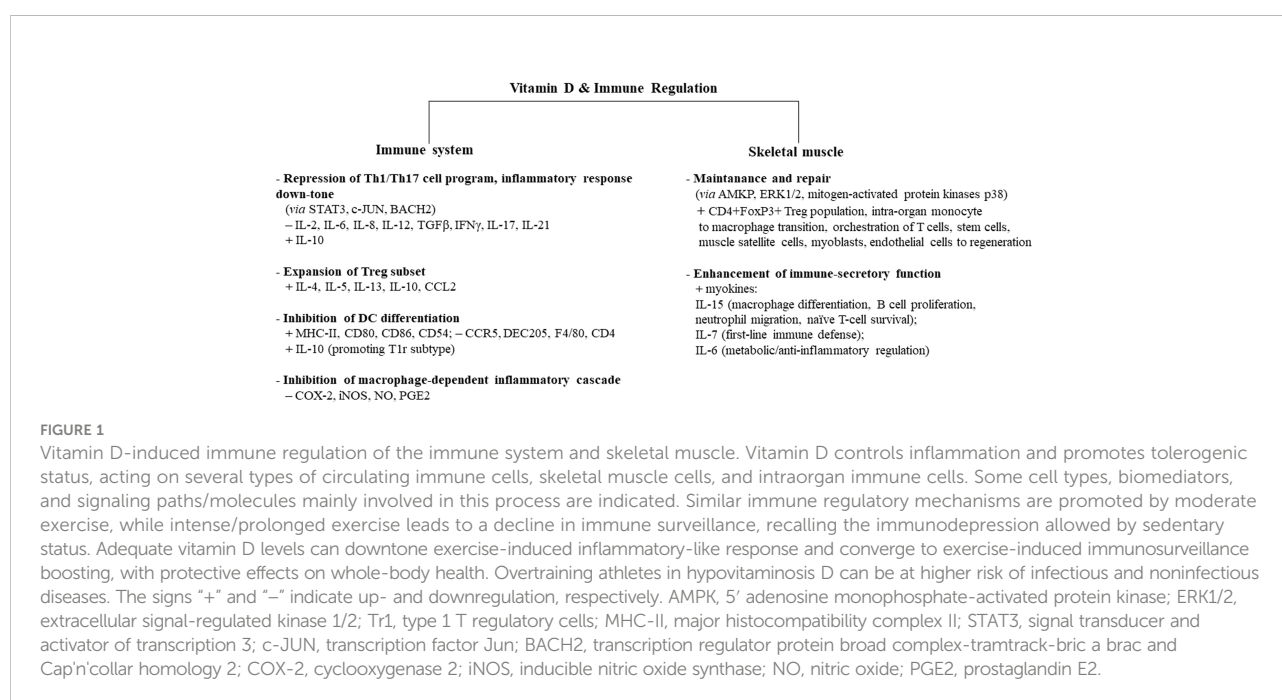 Vitamin D & Immune Regulation
Immune system
- Repression of Th1/Th17 cell program, inflammatory response
down-tone
(via STAT3, c-JUN, BACH2)
– IL-2, IL-6, IL-8, IL-12, TGFβ, IFNγ, IL-17, IL-21
+ IL-10
- Expansion of Treg subset
+ IL-4, IL-5, IL-13, IL-10, CCL2
- Inhibition of DC differentiation
+ MHC-II, CD80, CD86, CD54; – CCR5, DEC205, F4/80, CD4
+ IL-10 (promoting T1r subtype)
- Inhibition of macrophage-dependent inflammatory cascade
– COX-2, iNOS, NO, PGE2
Skeletal muscle
- Maintanance and repair
(via AMKP, ERK1/2, mitogen-activated protein kinases p38)
+ CD4+FoxP3+ Treg population, intra-organ monocyte
to macrophage transition, orchestration of T cells, stem cells,
muscle satellite cells, myoblasts, endothelial cells to regeneration
- Enhancement of immune-secretory function
+ myokines:
IL-15 (macrophage differentiation, B cell proliferation,
neutrophil migration, naïve T-cell survival);
IL-7 (first-line immune defense);
IL-6 (metabolic/anti-inflammatory regulation)
FIGURE 1
Vitamin D-induced immune regulation of the immune system and skeletal muscle. Vitamin D controls inflammation and promotes tolerogenic
status, acting on several types of circulating immune cells, skeletal muscle cells, and intraorgan immune cells. Some cell types, biomediators,
and signaling paths/molecules mainly involved in this process are indicated. Similar immune regulatory mechanisms are promoted by moderate
exercise, while intense/prolonged exercise leads to a decline in immune surveillance, recalling the immunodepression allowed by sedentary
status. Adequate vitamin D levels can downtone exercise-induced inflammatory-like response and converge to exercise-induced immunosurveillance
boosting, with protective effects on whole-body health. Overtraining athletes in hypovitaminosis D can be at higher risk of infectious and noninfectious
diseases. The signs “+” and “–” indicate up- and downregulation, respectively. AMPK, 5′ adenosine monophosphate-activated protein kinase; ERK1/2,
extracellular signal-regulated kinase 1/2; Tr1, type 1 T regulatory cells; MHC-II, major histocompatibility complex II; STAT3, signal transducer and
activator of transcription 3; c-JUN, transcription factor Jun; BACH2, transcription regulator protein broad complex-tramtrack-bric a brac and
Cap'n'collar homology 2; COX-2, cyclooxygenase 2; iNOS, inducible nitric oxide synthase; NO, nitric oxide; PGE2, prostaglandin E2.